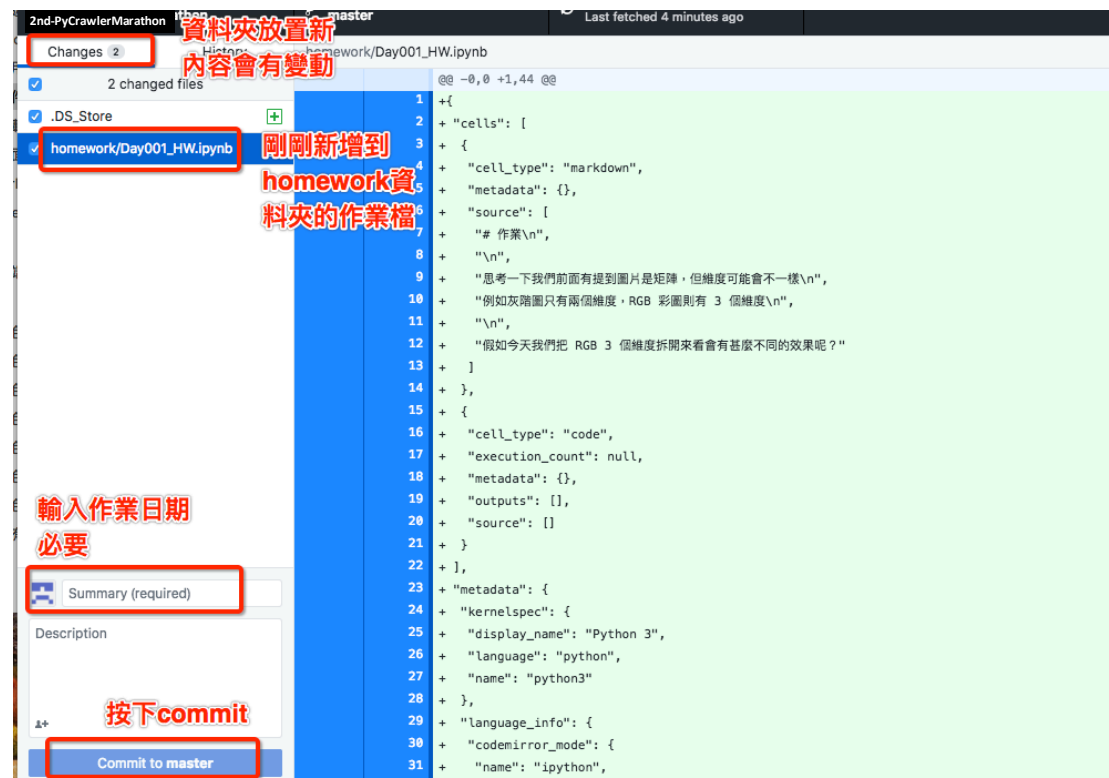 2nd-PyCrawlerMarathon
master
Last fetched 4 minutes ago
資料夾放置新
內容會有變動
Changes 2
History
homework/Day001_HW.ipynb
2 changed files
.DS_Store
homework/Day001_HW.ipynb
剛剛新增到
homework資
料夾的作業檔
輸入作業日期
必要
Summary (required)
Description
按下commit
Commit to master
@@ -0,0 +1,44 @@
1 +{
2 + "cells": [
3 + {
4 + "cell_type": "markdown",
5 + "metadata": {},
6 + "source": [
7 + "# 作業\n",
8 + "\n",
9 + "思考一下我們前面有提到圖片是矩陣，但維度可能會不一樣\n",
10 + "例如灰階圖只有兩個維度，RGB 彩圖則有 3 個維度\n",
11 + "\n",
12 + "假如今天我們把 RGB 3 個維度拆開來看會有甚麼不同的效果呢？"
13 + ]
14 + },
15 + {
16 + "cell_type": "code",
17 + "execution_count": null,
18 + "metadata": {},
19 + "outputs": [],
20 + "source": []
21 + }
22 + ],
23 + "metadata": {
24 + "kernelspec": {
25 + "display_name": "Python 3",
26 + "language": "python",
27 + "name": "python3"
28 + },
29 + "language_info": {
30 + "codemirror_mode": {
31 + "name": "ipython",